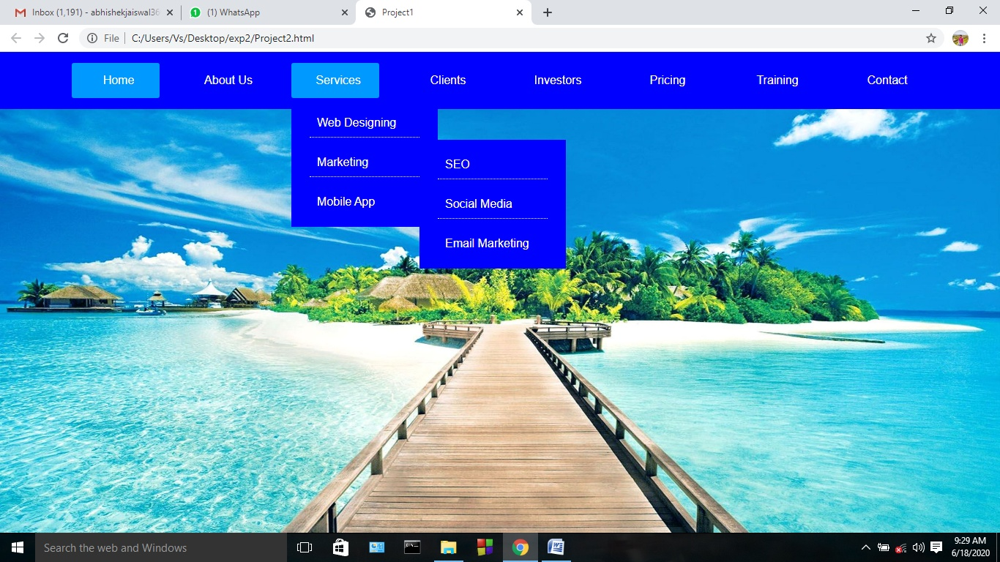 Inbox (1,191) - abhishekjaiswal36
(1) WhatsApp
Project1
File
C:/Users/Vs/Desktop/exp2/Project2.html
Home About Us Services Clients Investors Pricing Training Contact
Web Designing
Marketing
Mobile App
SEO
Social Media
Email Marketing
Search the web and Windows
9:29 AM
6/18/2020